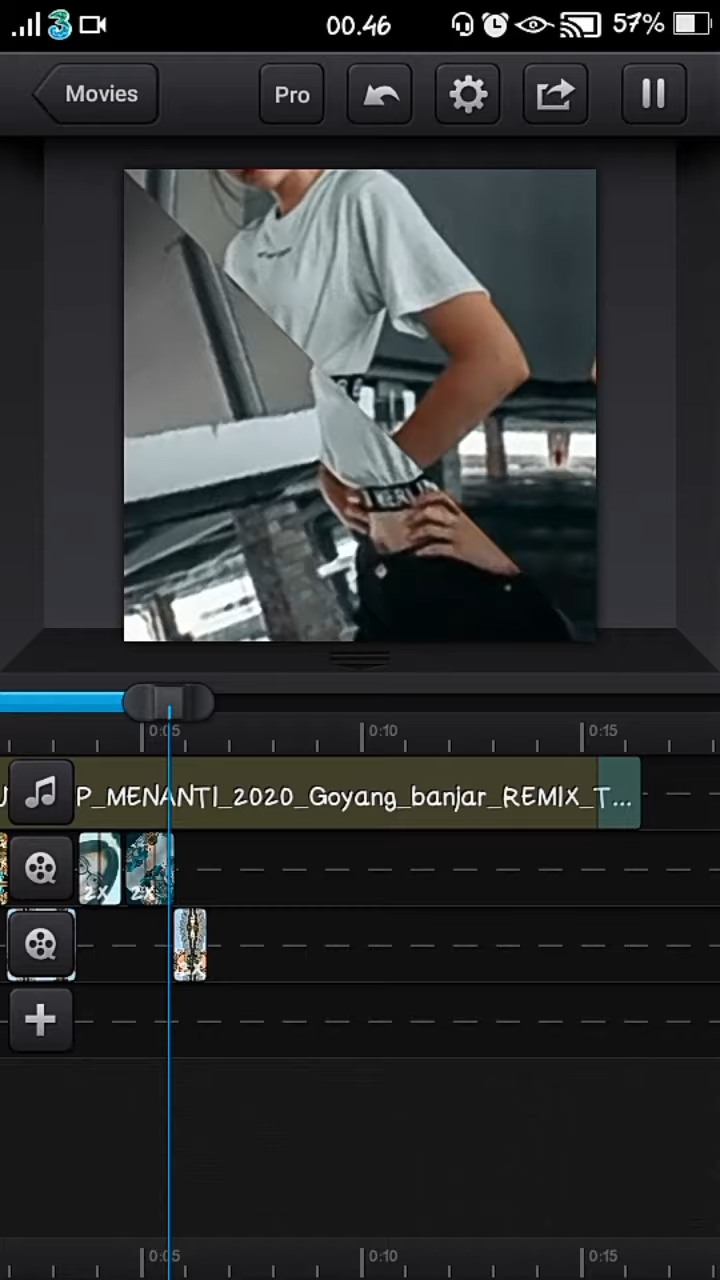 3 00.46 57%
Movies Pro
0:05 0:10 0:15
P_MENANTI_2020_Goyang_banjar_REMIX_T...
2X 2X
0:05 0:10 0:15